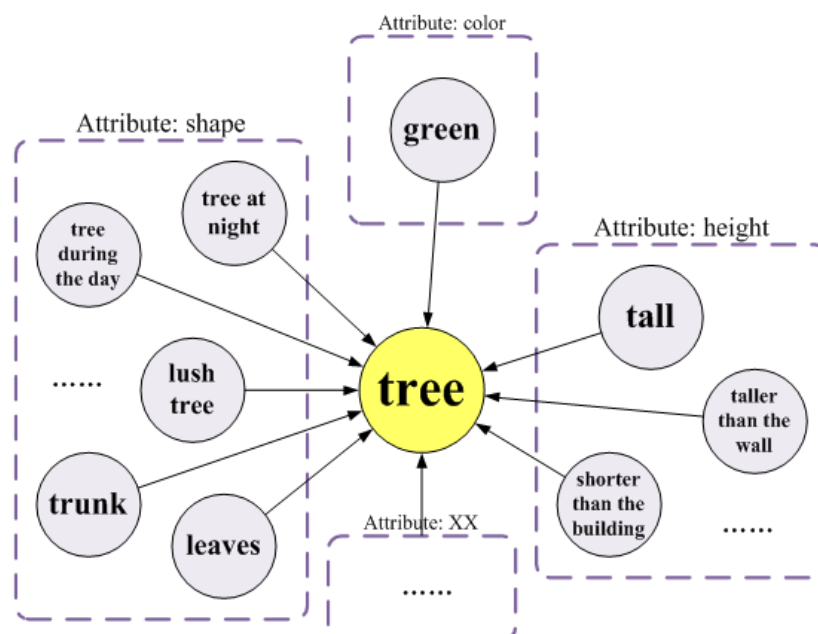 Attribute: color
green
Attribute: shape
tree at
night
tree
during
the day
......
lush
tree
trunk
leaves
tree
Attribute: height
tall
taller
than the
wall
shorter
than the
building
......
Attribute: XX
......